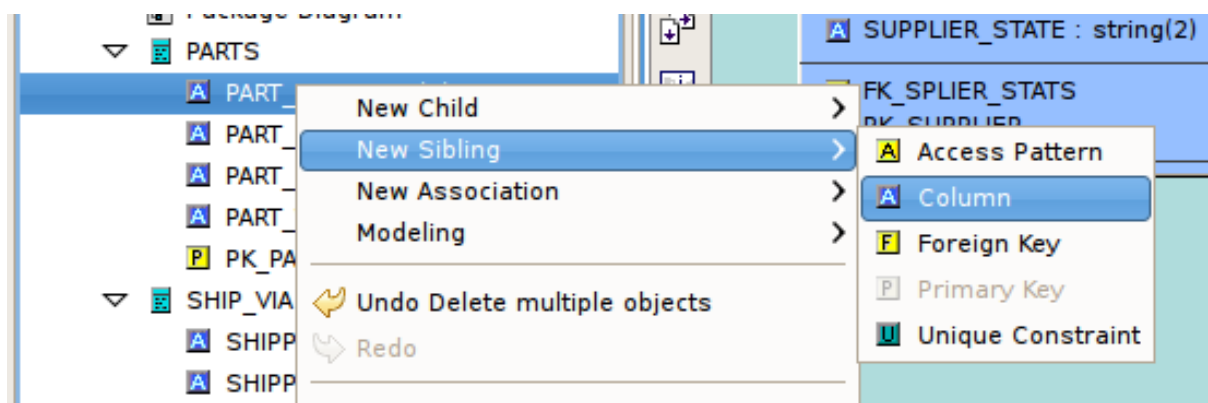 Package Diagram
PARTS
PART_
PART_
PART_
PART_
PK_PA
SHIP_VIA
SHIPP
SHIPP
New Child
New Sibling
New Association
Modeling
Undo Delete multiple objects
Redo
Access Pattern
Column
Foreign Key
Primary Key
Unique Constraint
SUPPLIER_STATE : string(2)
FK_SPLIER_STATS
PK_SUPPLIER